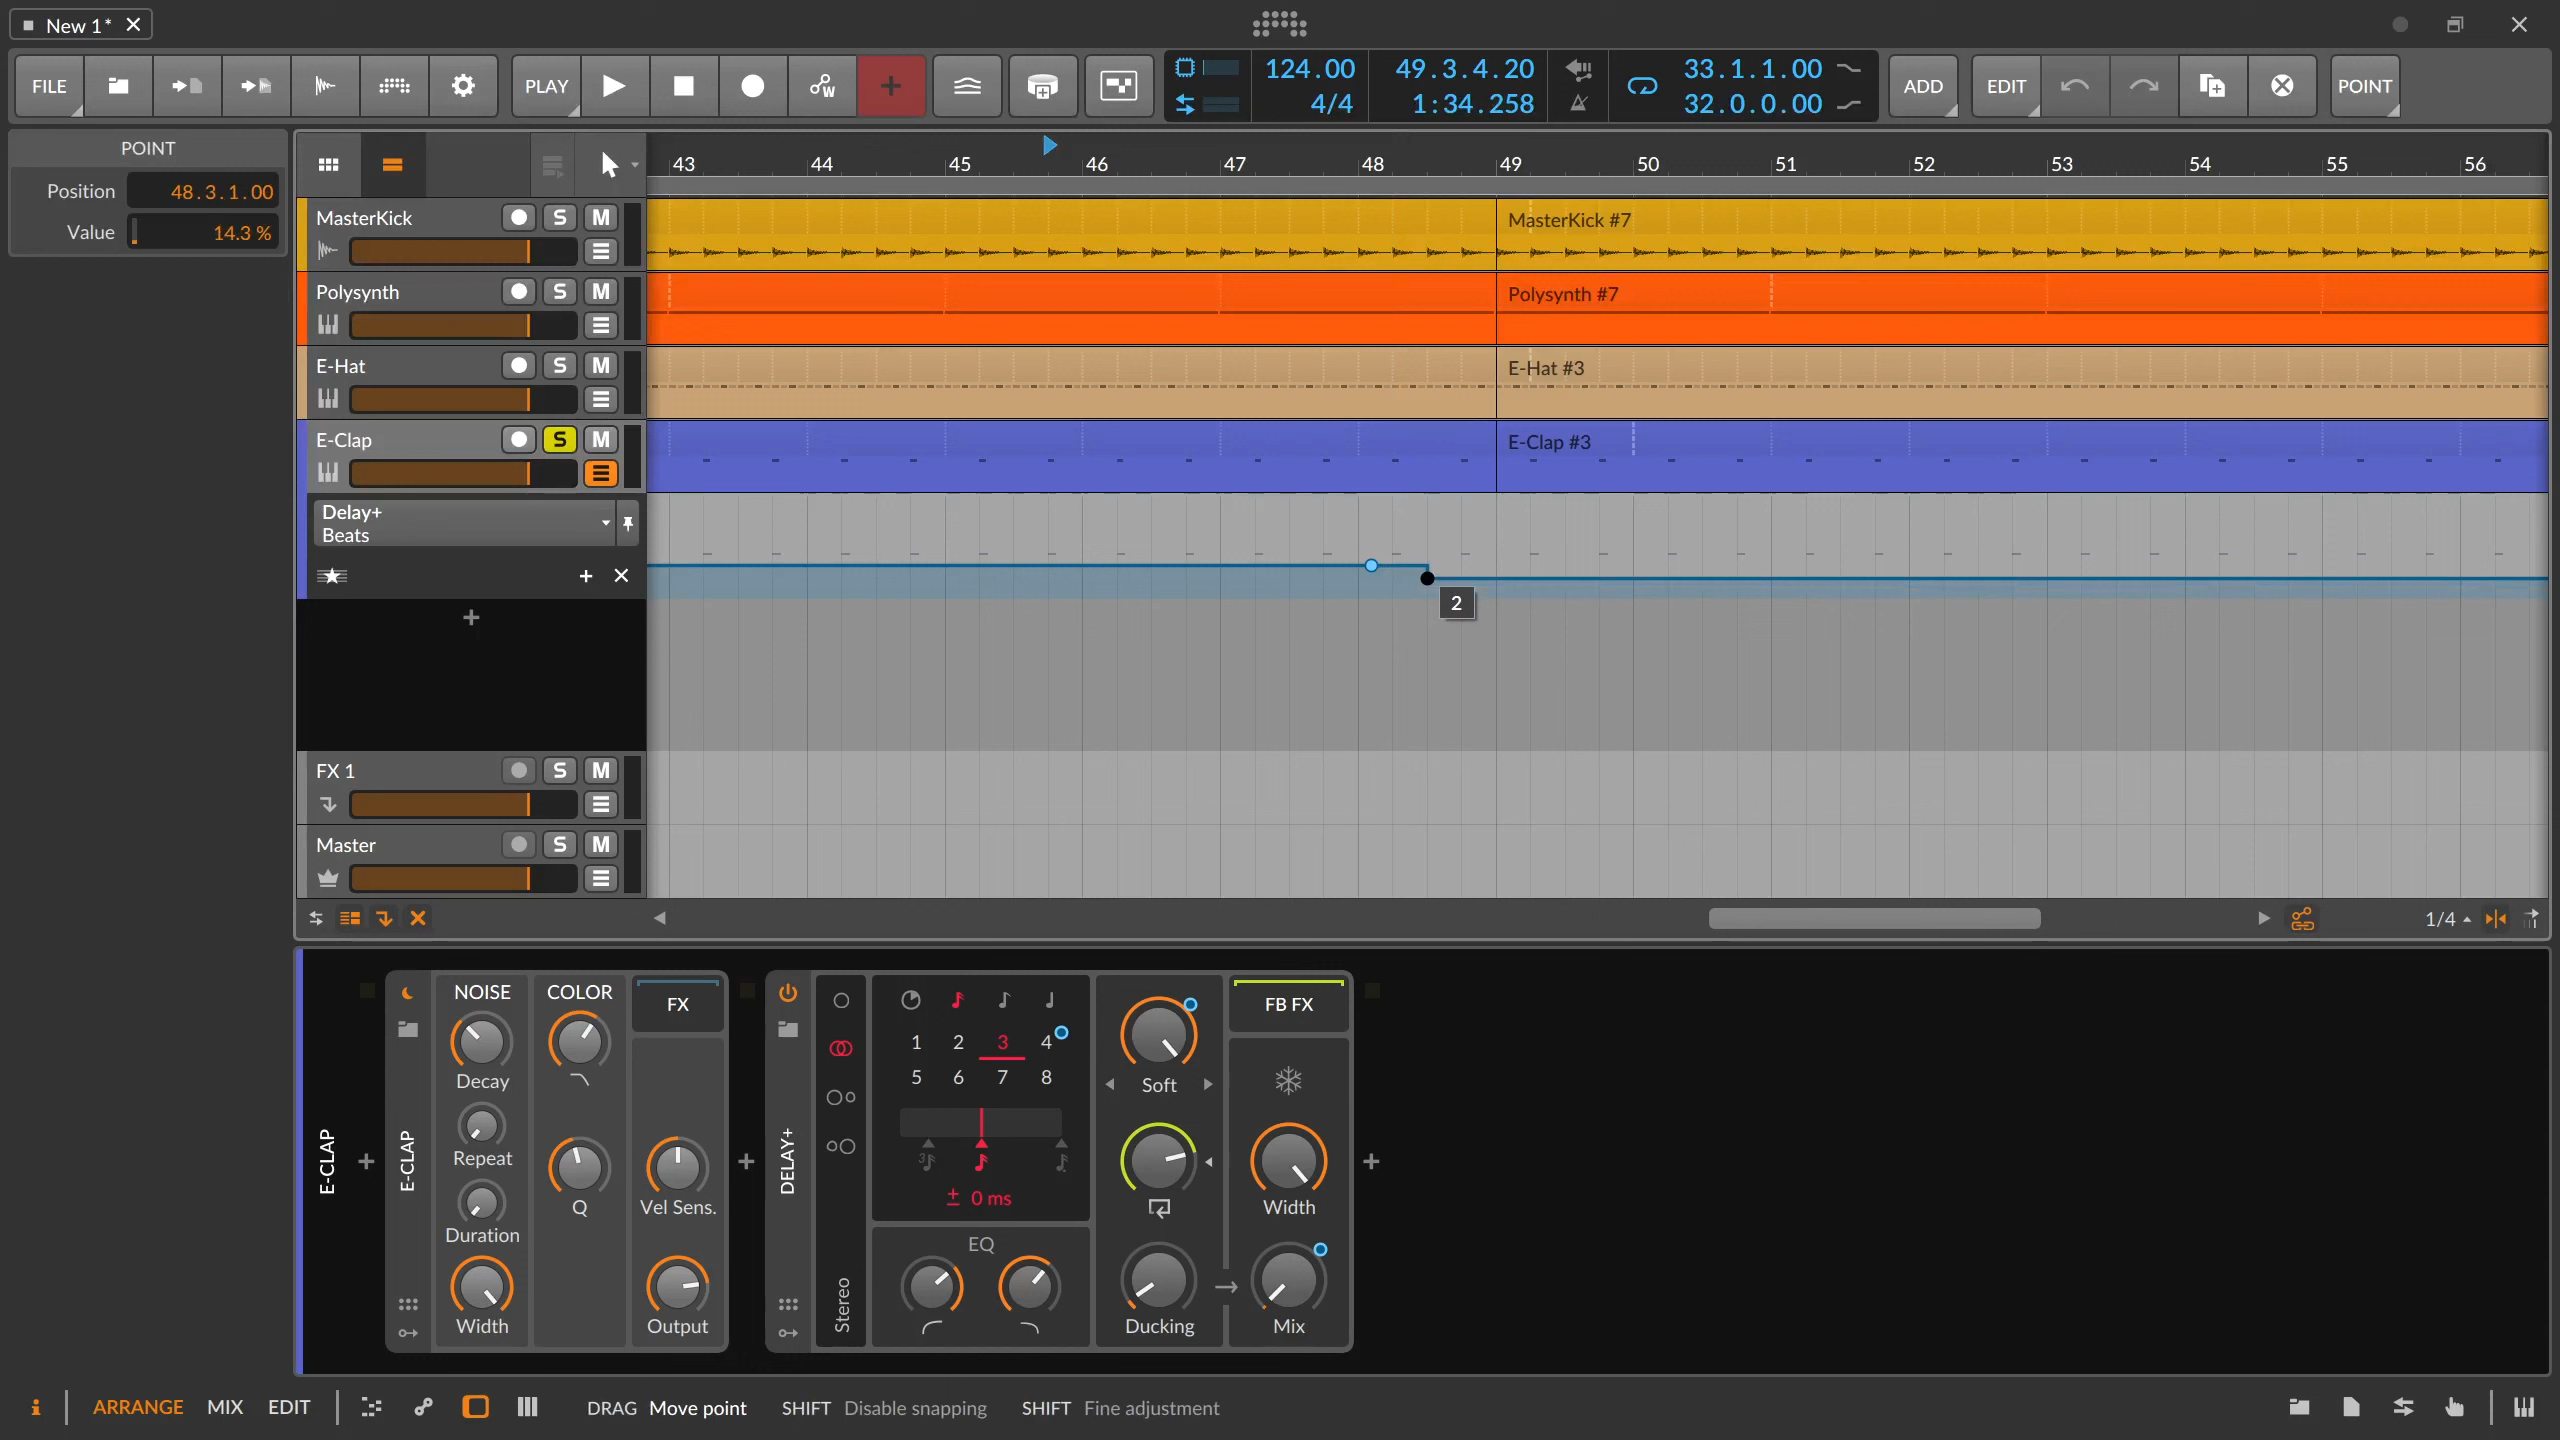 New 1*
FILE
PLAY
124.00
4/4
49.3.4.20
1:34.258
33.1.1.00
32.0.0.00
ADD
EDIT
POINT
POINT
Position 48.3.1.00
Value 14.3 %
43 44 45 46 47 48 49 50 51 52 53 54 55 56
MasterKick S M
MasterKick #7
Polysynth S M
Polysynth #7
E-Hat S M
E-Hat #3
E-Clap S M
E-Clap #3
Delay+
Beats
2
FX 1 S M
Master S M
1/4
E-CLAP
E-CLAP
NOISE
Decay
Repeat
Duration
Width
COLOR
Q
FX
Vel Sens.
Output
DELAY+
Stereo
1 2 3 4
5 6 7 8
3
± 0 ms
EQ
Soft
Ducking
FB FX
Width
Mix
i ARRANGE MIX EDIT DRAG Move point SHIFT Disable snapping SHIFT Fine adjustment